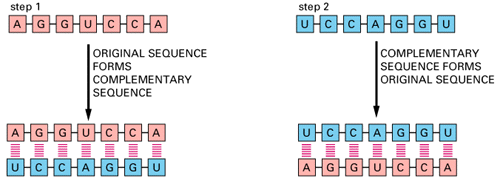 step 1
A G G U C C A
ORIGINAL SEQUENCE
FORMS
COMPLEMENTARY
SEQUENCE
A G G U C C A
U C C A G G U
step 2
U C C A G G U
COMPLEMENTARY
SEQUENCE FORMS
ORIGINAL SEQUENCE
U C C A G G U
A G G U C C A